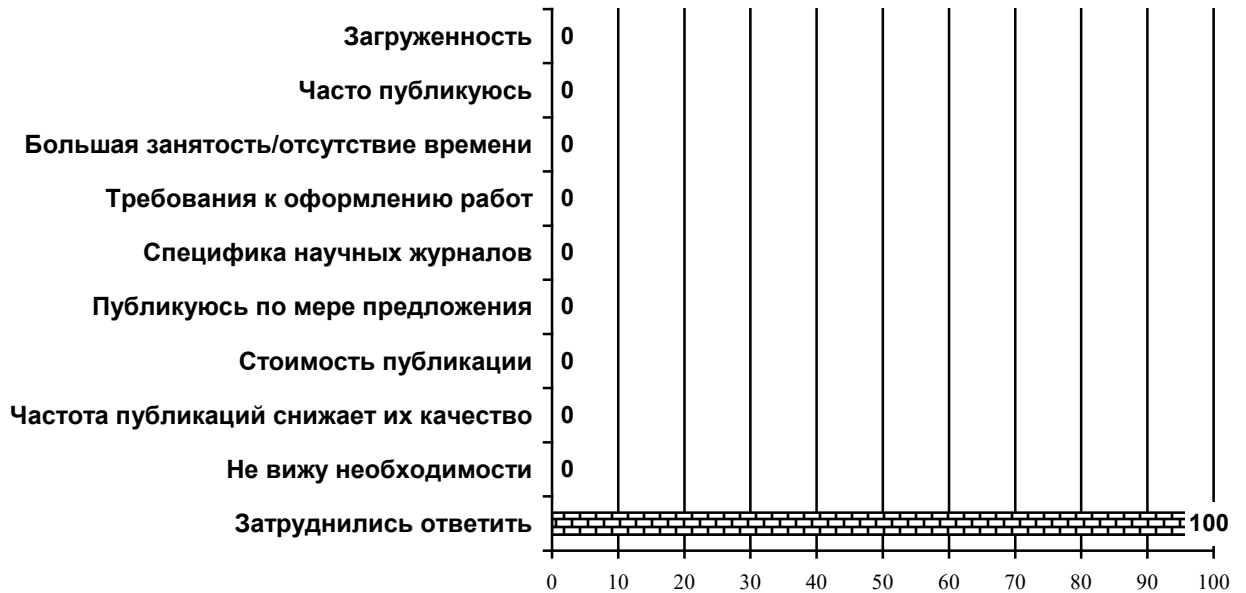 Загруженность 0
Часто публикуюсь 0
Большая занятость/отсутствие времени 0
Требования к оформлению работ 0
Специфика научных журналов 0
Публикуюсь по мере предложения 0
Стоимость публикации 0
Частота публикаций снижает их качество 0
Не вижу необходимости 0
Затруднились ответить 100
0 10 20 30 40 50 60 70 80 90 100